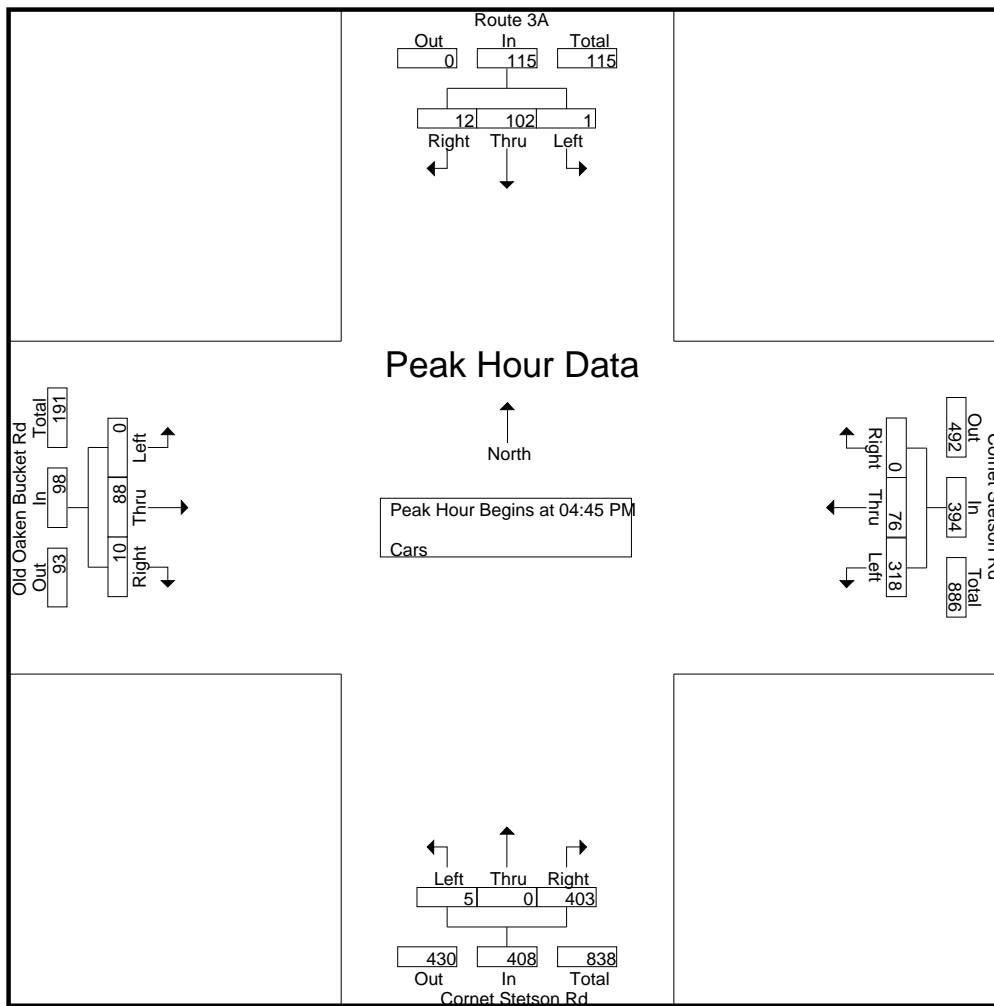 Route 3A
Out In Total
0 115 115
12 102 1
Right Thru Left
Peak Hour Data
North
Peak Hour Begins at 04:45 PM
Cars
Old Oaken Bucket Rd
Out In Total
93 98 191
10 88 0
Right Thru Left
Cornet Stetson Rd
Out In Total
492 394 886
0 76 318
Right Thru Left
Left Thru Right
5 0 403
430 408 838
Out In Total
Cornet Stetson Rd